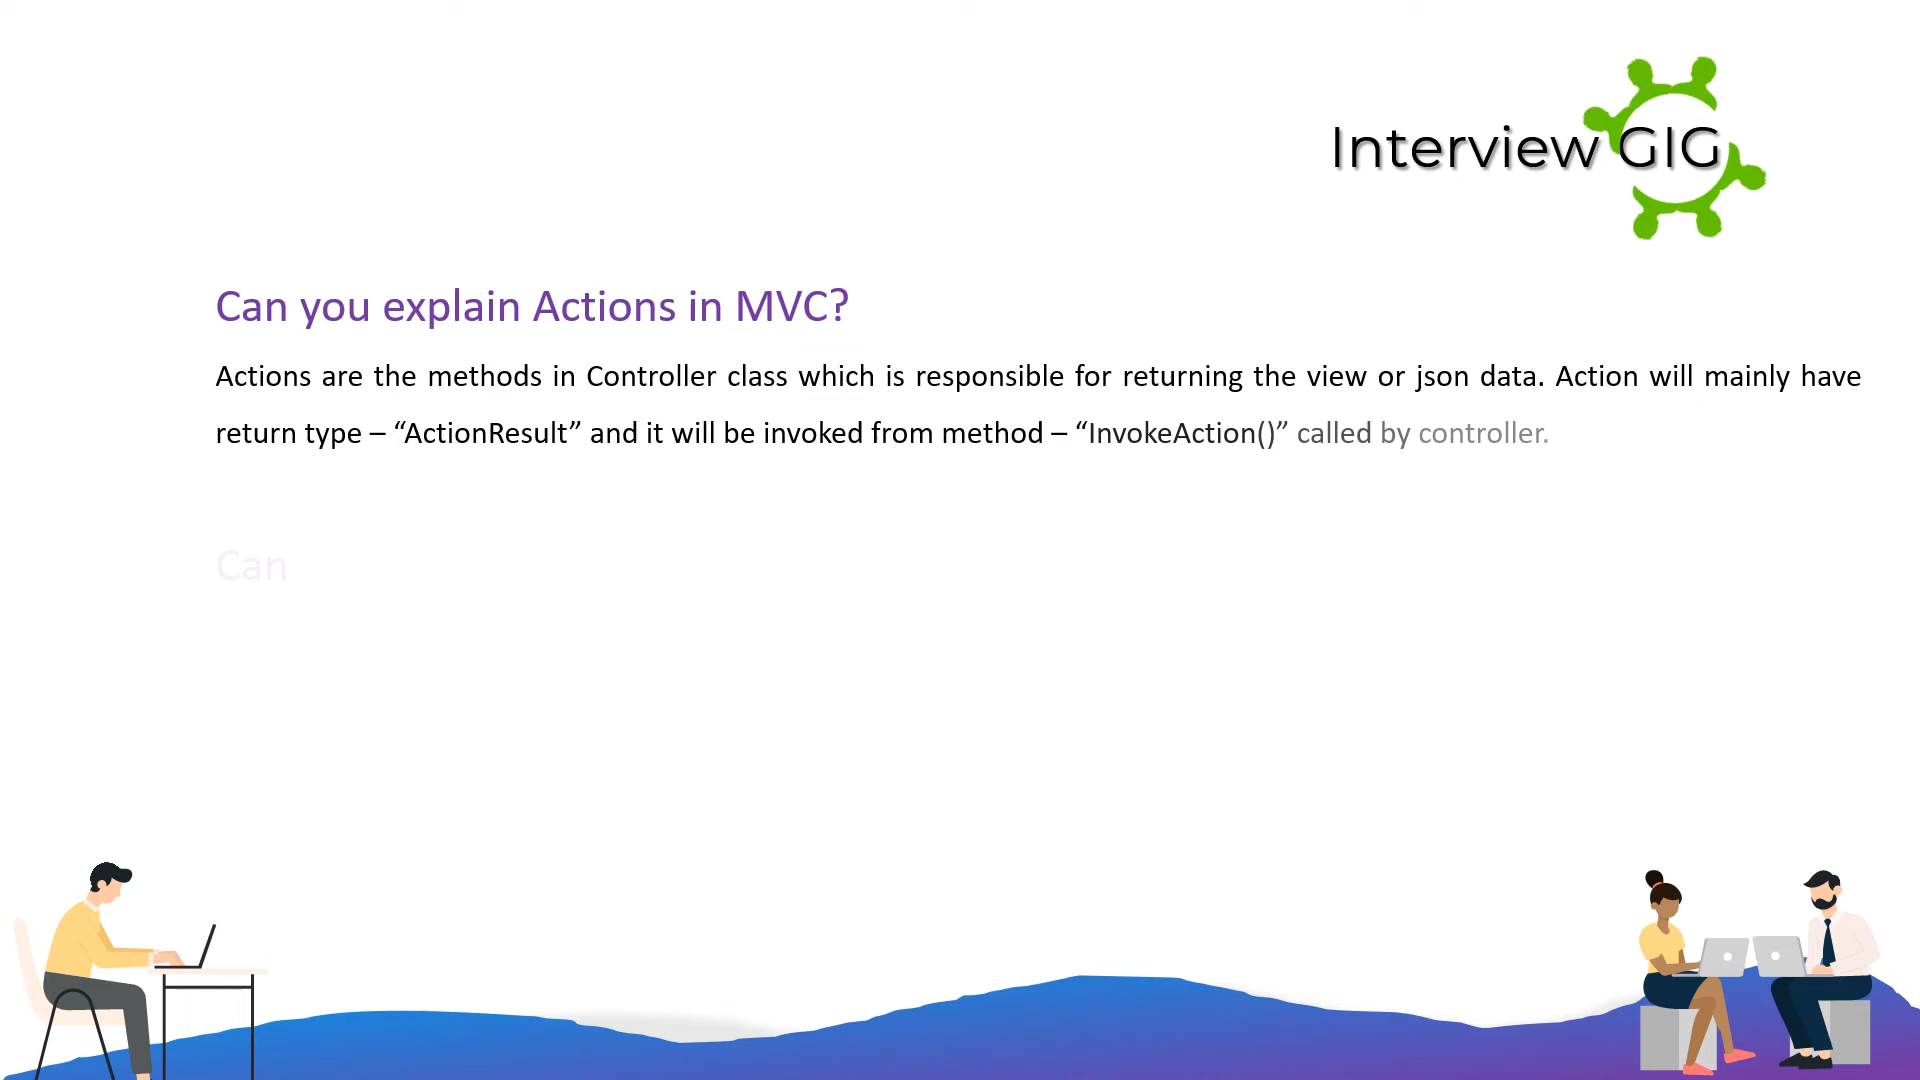 Interview GIG
Can you explain Actions in MVC?
Actions are the methods in Controller class which is responsible for returning the view or json data. Action will mainly have
return type – “ActionResult” and it will be invoked from method – “InvokeAction()” called by controller.
Can